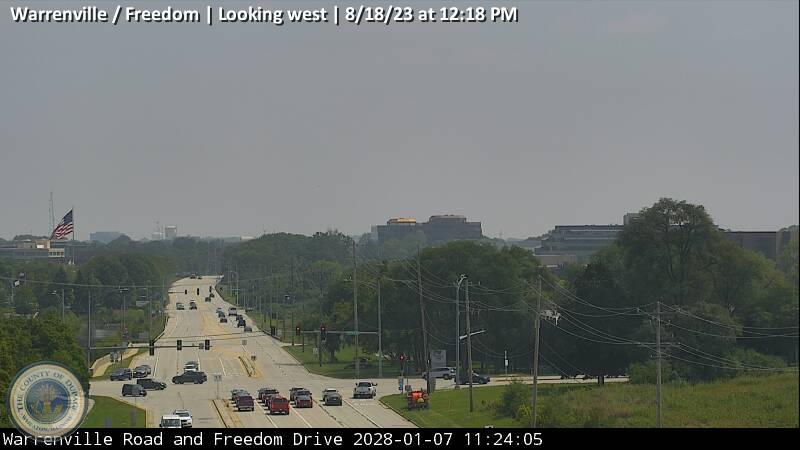 Warrenville / Freedom | Looking west | 8/18/23 at 12:18 PM
THE COUNTY OF DUPAGE
Warrenville Road and Freedom Drive 2028-01-07 11:24:05